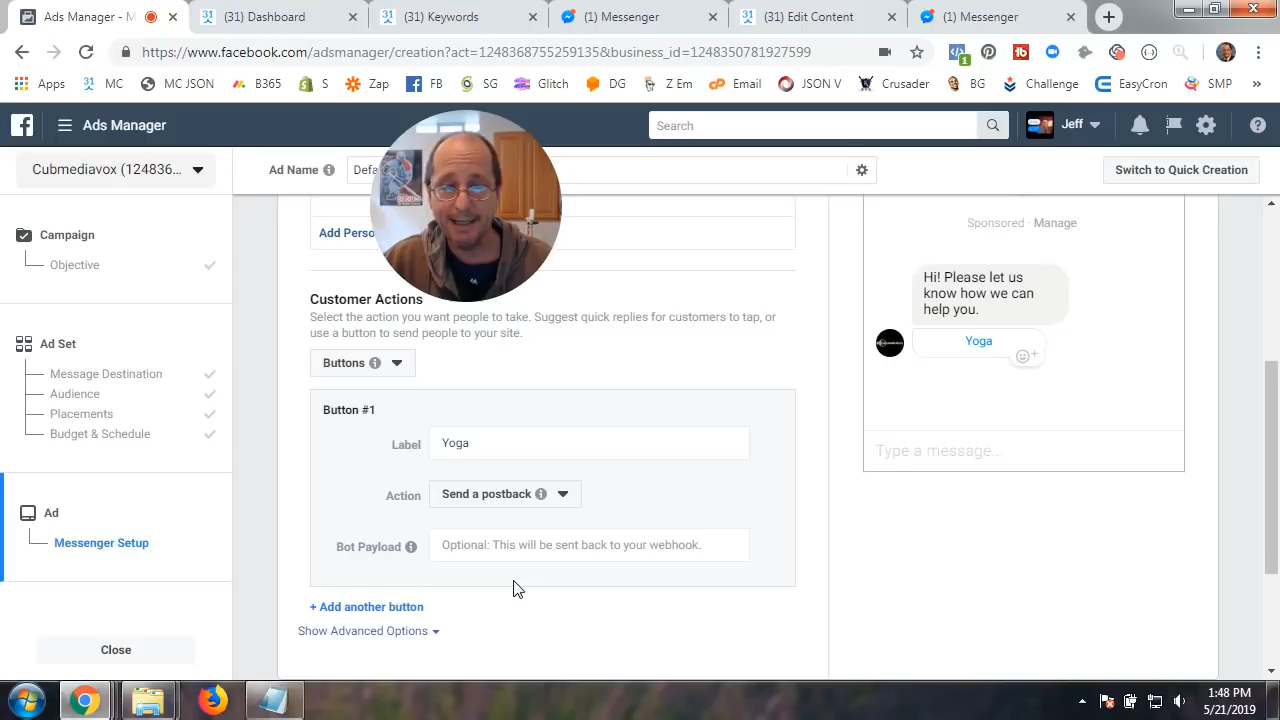 Ads Manager - M
(31) Dashboard
(31) Keywords
(1) Messenger
(31) Edit Content
(1) Messenger
https://www.facebook.com/adsmanager/creation?act=1248368755259135&business_id=1248350781927599
1
Apps
MC
MC JSON
B365
S
Zap
FB
SG
Glitch
DG
Z Em
Email
JSON V
Crusader
BG
Challenge
EasyCron
SMP
»
Ads Manager
Search
Jeff
Cubmediavox (124836...
Ad Name
Defa
Switch to Quick Creation
Campaign
Objective
Ad Set
Message Destination
Audience
Placements
Budget & Schedule
Ad
Messenger Setup
Close
Add Perso
Customer Actions
Select the action you want people to take. Suggest quick replies for customers to tap, or
use a button to send people to your site.
Buttons
Button #1
Label
Yoga
Action
Send a postback
Bot Payload
Optional: This will be sent back to your webhook.
+ Add another button
Show Advanced Options
Sponsored · Manage
Hi! Please let us
know how we can
help you.
Yoga
Type a message...
1:48 PM
5/21/2019